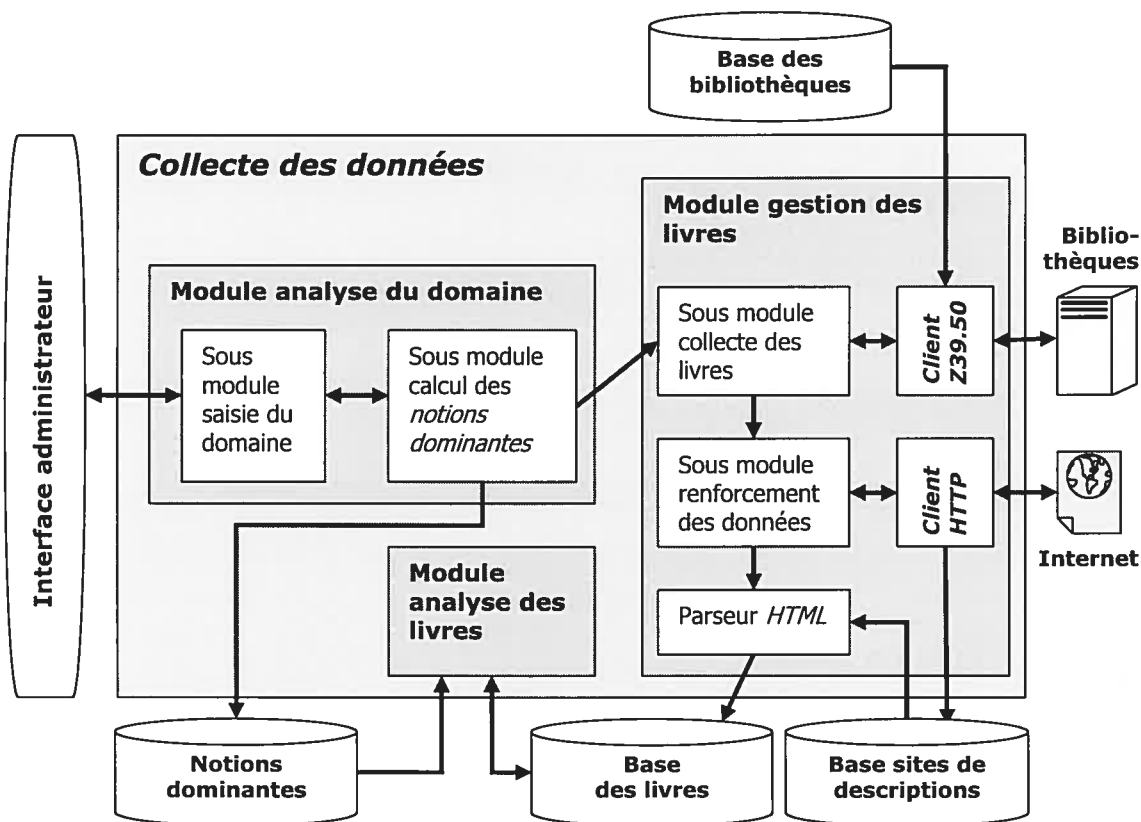 Base des
bibliothèques
Collecte des données
Module gestion des
livres
Biblio-
thèques
Interface administrateur
Module analyse du domaine
Sous
module
saisie du
domaine
Sous module
calcul des
notions
dominantes
Sous module
collecte des
livres
Client
Z39.50
Sous module
renforcement
des données
Client
HTTP
Internet
Module
analyse des
livres
Parseur HTML
Notions
dominantes
Base
des livres
Base sites de
descriptions